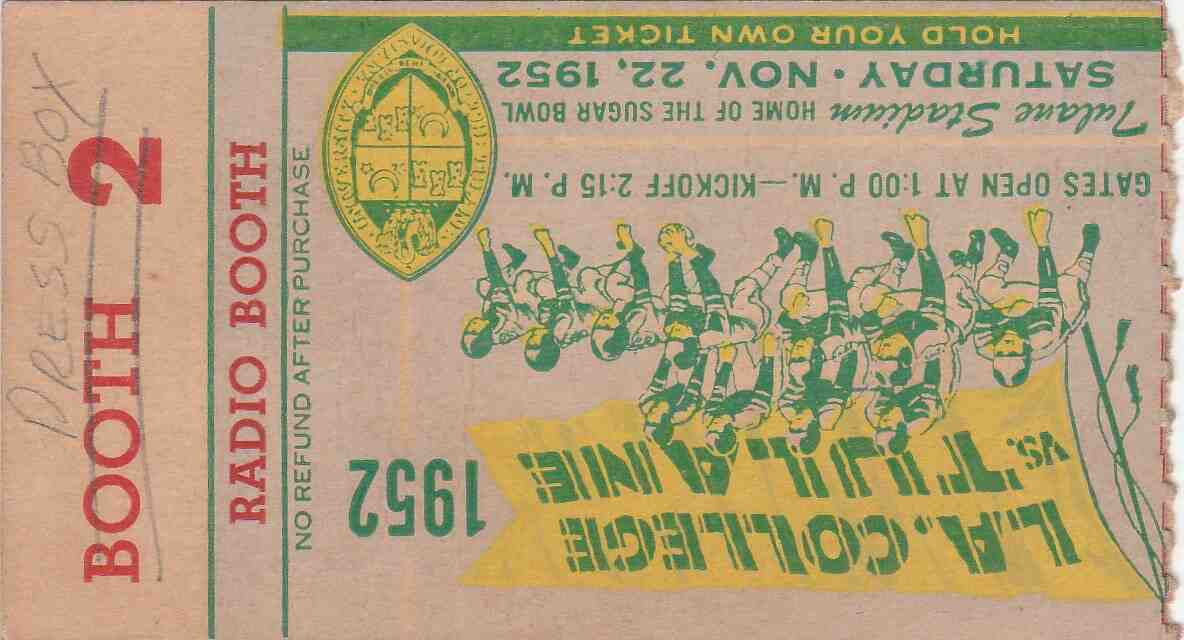 L.A. COLLEGE
VS. TULANE
1952
GATES OPEN AT 1:00 P. M.—KICKOFF 2:15 P. M.
Tulane Stadium HOME OF THE SUGAR BOWL
SATURDAY • NOV. 22, 1952
HOLD YOUR OWN TICKET
NO REFUND AFTER PURCHASE
RADIO BOOTH
BOOTH 2
PRESS BOX